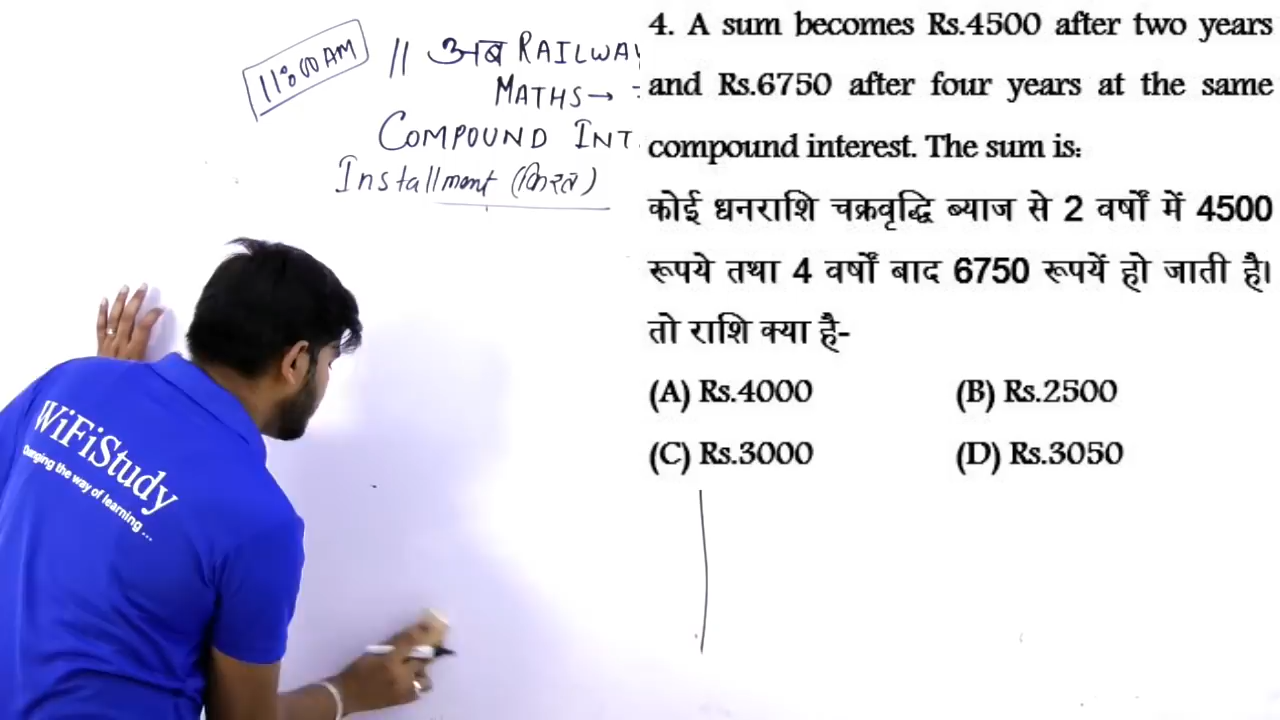 11:00 AM
|| अब RAILWAY
MATHS →
COMPOUND INT.
Installment (किस्त)
WiFiStudy
Changing the way of learning ...
4. A sum becomes Rs.4500 after two years
and Rs.6750 after four years at the same
compound interest. The sum is:
कोई धनराशि चक्रवृद्धि ब्याज से 2 वर्षों में 4500
रूपये तथा 4 वर्षों बाद 6750 रूपयें हो जाती है।
तो राशि क्या है-
(A) Rs.4000 (B) Rs.2500
(C) Rs.3000 (D) Rs.3050